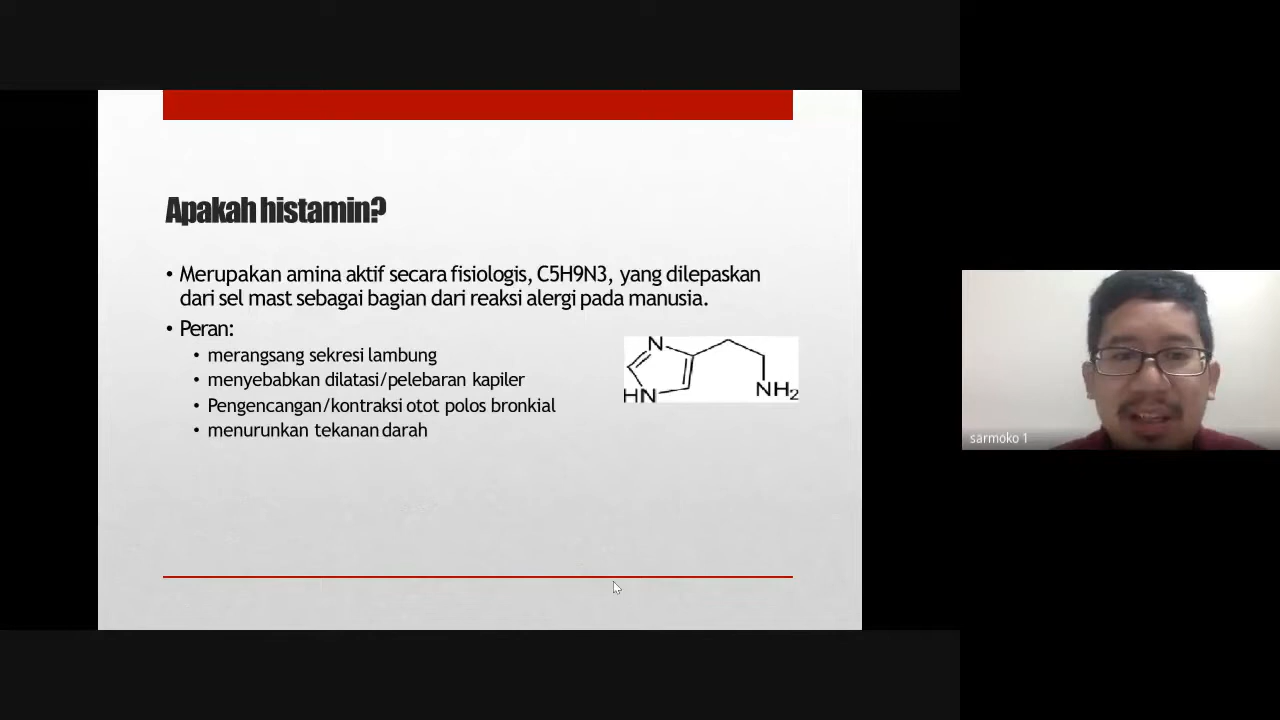 Apakah histamin?
• Merupakan amina aktif secara fisiologis, C5H9N3, yang dilepaskan
dari sel mast sebagai bagian dari reaksi alergi pada manusia.
• Peran:
• merangsang sekresi lambung
• menyebabkan dilatasi/pelebaran kapiler
• Pengencangan/kontraksi otot polos bronkial
• menurunkan tekanan darah
N
HN
NH2
sarmoko 1